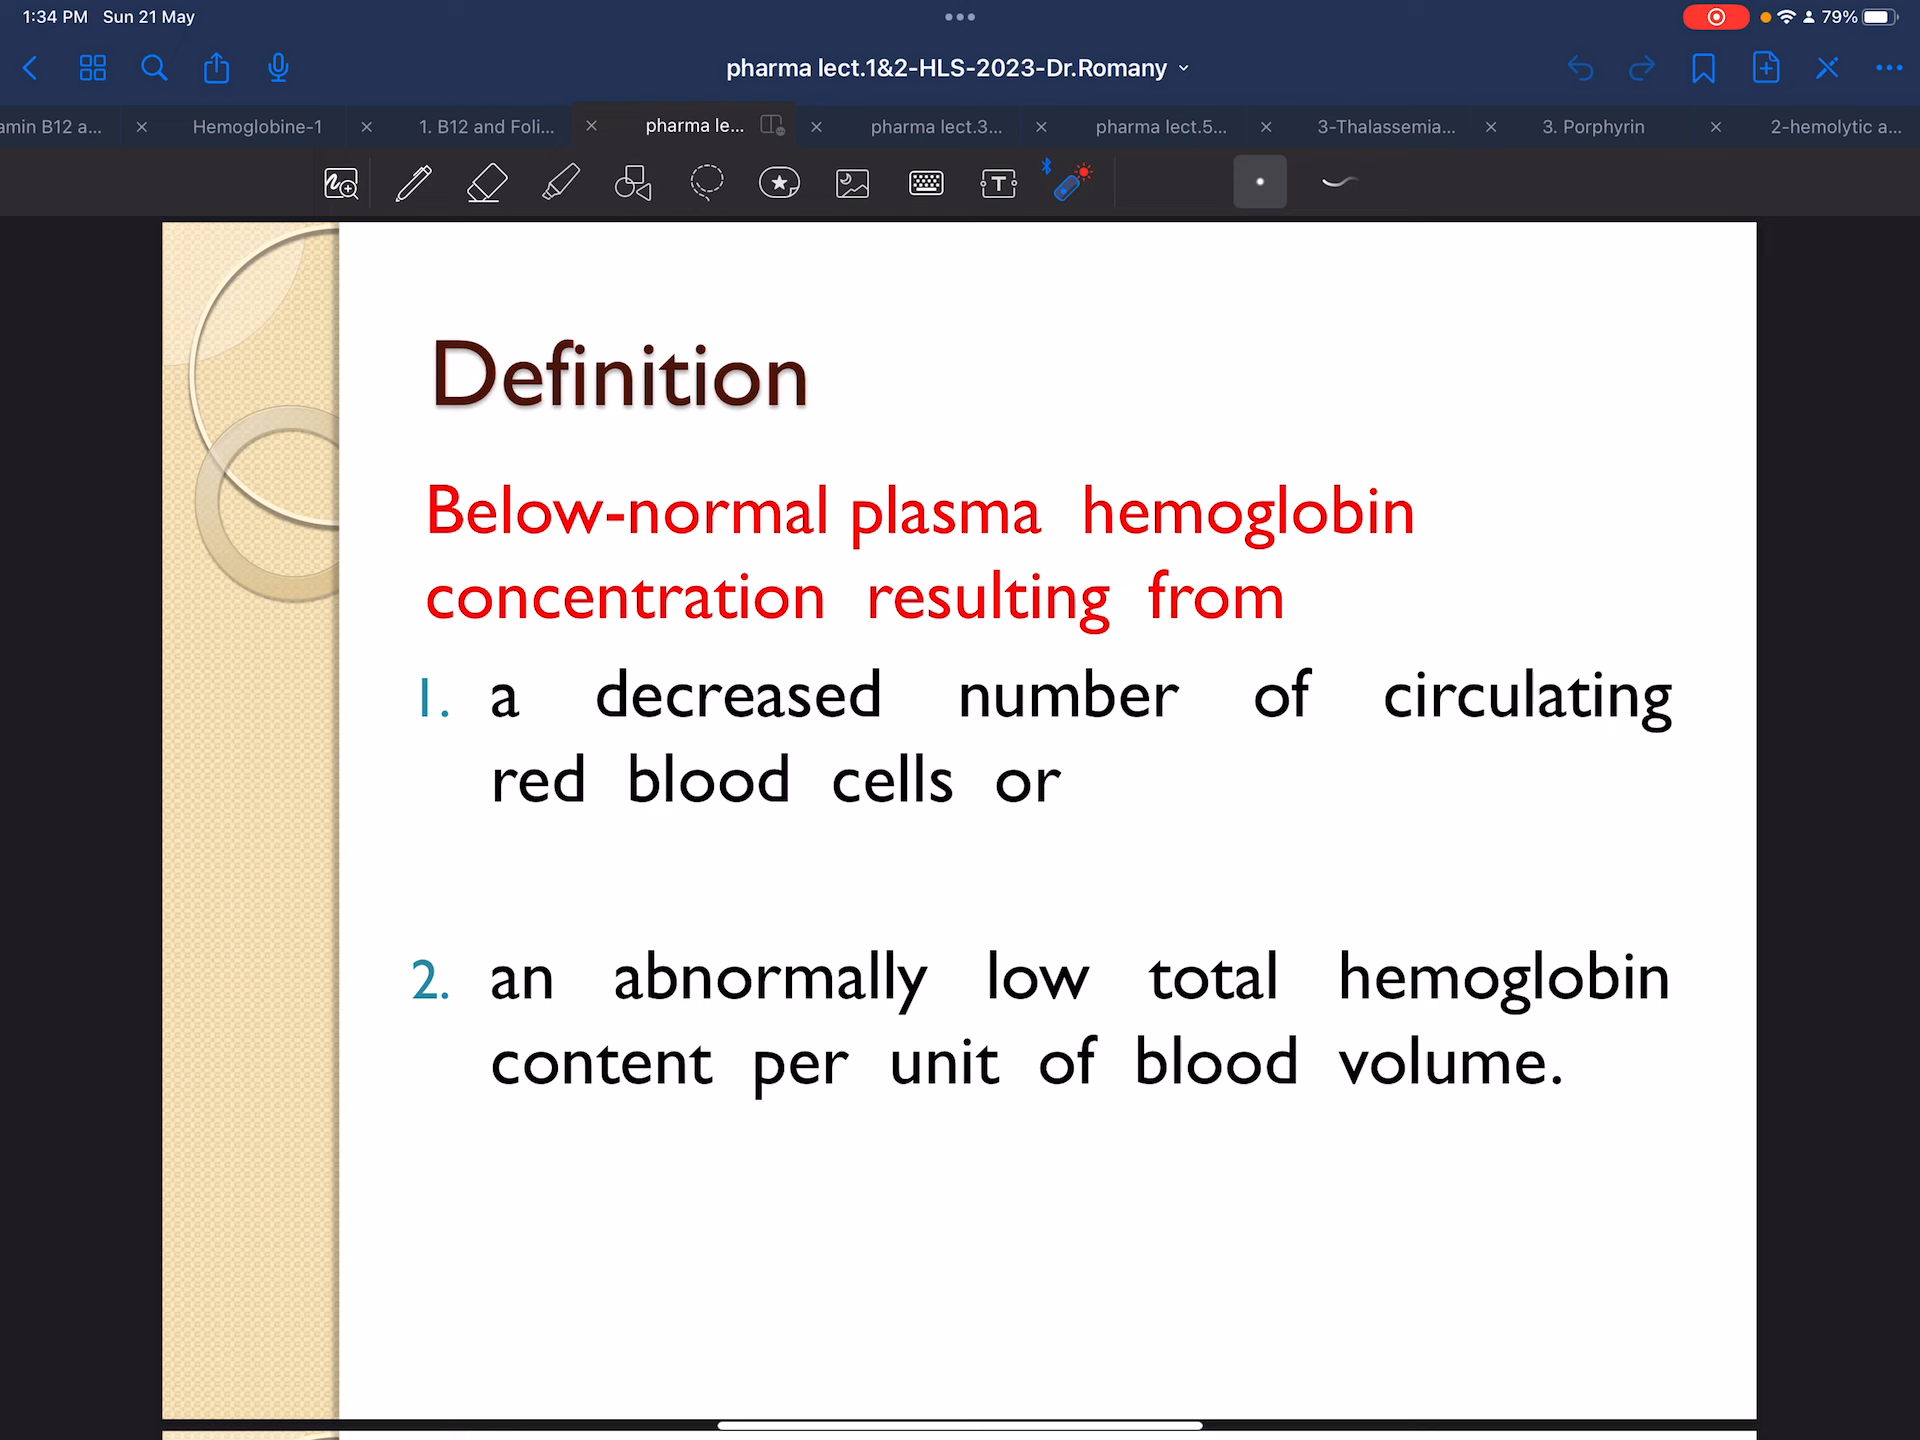 1:34 PM Sun 21 May
79%
pharma lect.1&2-HLS-2023-Dr.Romany
amin B12 a...
Hemoglobine-1
1. B12 and Foli...
pharma le...
pharma lect.3...
pharma lect.5...
3-Thalassemia...
3. Porphyrin
2-hemolytic a...
Definition
Below-normal plasma hemoglobin
concentration resulting from
1. a decreased number of circulating
red blood cells or
2. an abnormally low total hemoglobin
content per unit of blood volume.